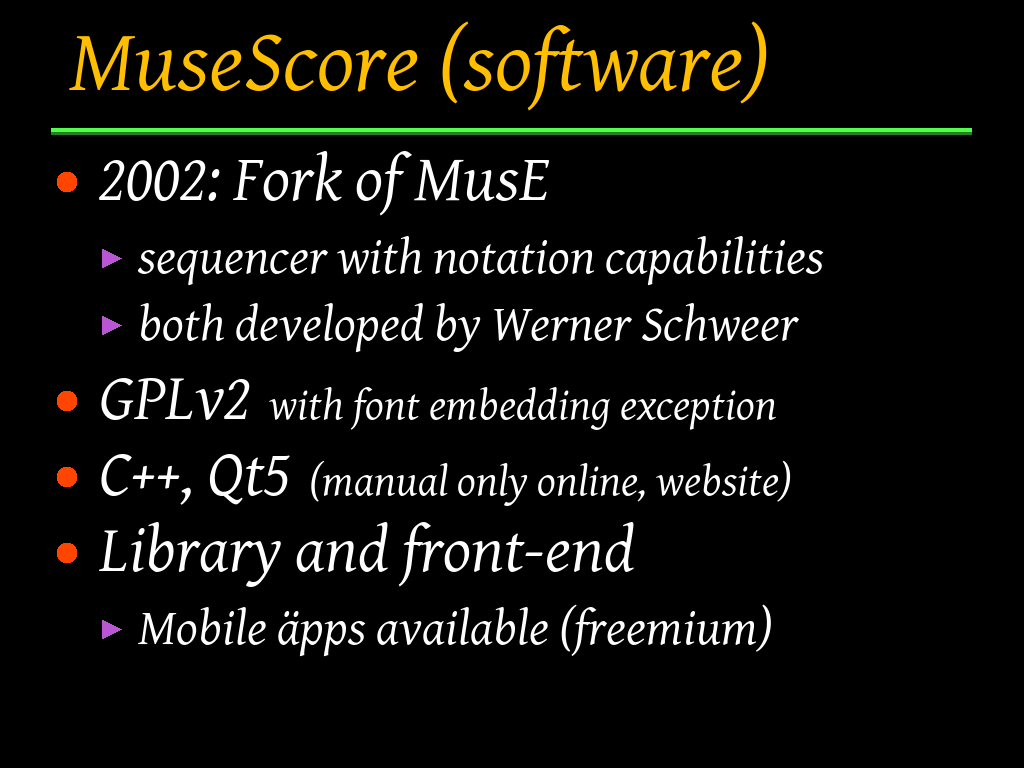 MuseScore (software)
2002: Fork of MusE
sequencer with notation capabilities
both developed by Werner Schweer
GPLv2 with font embedding exception
C++, Qt5 (manual only online, website)
Library and front-end
Mobile äpps available (freemium)